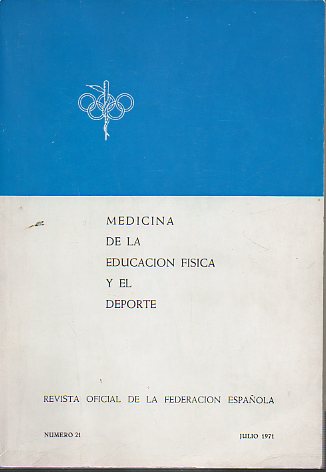 MEDICINA
DE LA
EDUCACION FISICA
Y EL
DEPORTE
REVISTA OFICIAL DE LA FEDERACION ESPAÑOLA
NUMERO 21 JULIO 1971